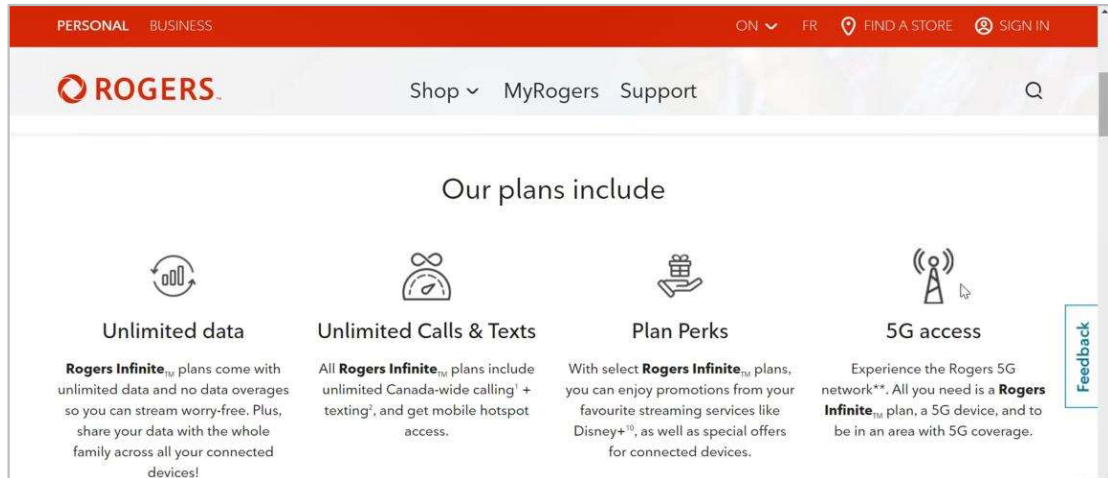 PERSONAL BUSINESS ON FR FIND A STORE SIGN IN
ROGERS™ Shop MyRogers Support
Our plans include
Unlimited data
Rogers Infinite™ plans come with
unlimited data and no data overages
so you can stream worry-free. Plus,
share your data with the whole
family across all your connected
devices!
Unlimited Calls & Texts
All Rogers Infinite™ plans include
unlimited Canada-wide calling¹ +
texting², and get mobile hotspot
access.
Plan Perks
With select Rogers Infinite™ plans,
you can enjoy promotions from your
favourite streaming services like
Disney+¹⁰, as well as special offers
for connected devices.
5G access
Experience the Rogers 5G
network**. All you need is a Rogers
Infinite™ plan, a 5G device, and to
be in an area with 5G coverage.
Feedback